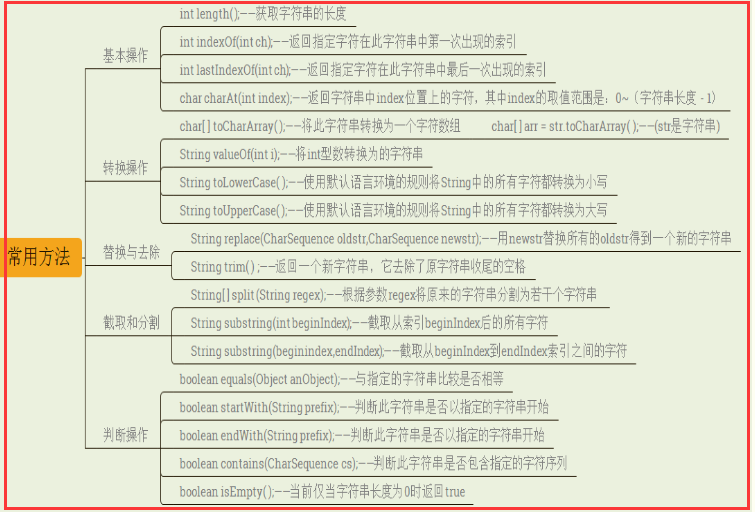 常用方法
基本操作
int length();——获取字符串的长度
int indexOf(int ch);——返回指定字符在此字符串中第一次出现的索引
int lastIndexOf(int ch);——返回指定字符在此字符串中最后一次出现的索引
char charAt(int index);——返回字符串中index位置上的字符，其中index的取值范围是：0~（字符串长度 - 1）
转换操作
char[ ] toCharArray();——将此字符串转换为一个字符数组 char[ ] arr = str.toCharArray( );——(str是字符串)
String valueOf(int i);——将int型数转换为的字符串
String toLowerCase( );——使用默认语言环境的规则将String中的所有字符都转换为小写
String toUpperCase( );——使用默认语言环境的规则将String中的所有字符都转换为大写
替换与去除
String replace(CharSequence oldstr,CharSequence newstr);——用newstr替换所有的oldstr得到一个新的字符串
String trim( ) ;——返回一个新字符串，它去除了原字符串收尾的空格
截取和分割
String[ ] split (String regex);——根据参数regex将原来的字符串分割为若干个字符串
String substring(int beginIndex);——截取从索引beginIndex后的所有字符
String substring(beginindex,endIndex);——截取从beginIndex到endIndex索引之间的字符
判断操作
boolean equals(Object anObject);——与指定的字符串比较是否相等
boolean startWith(String prefix);——判断此字符串是否以指定的字符串开始
boolean endWith(String prefix);——判断此字符串是否以指定的字符串开始
boolean contains(CharSequence cs);——判断此字符串是否包含指定的字符序列
boolean isEmpty();——当前仅当字符串长度为0时返回true